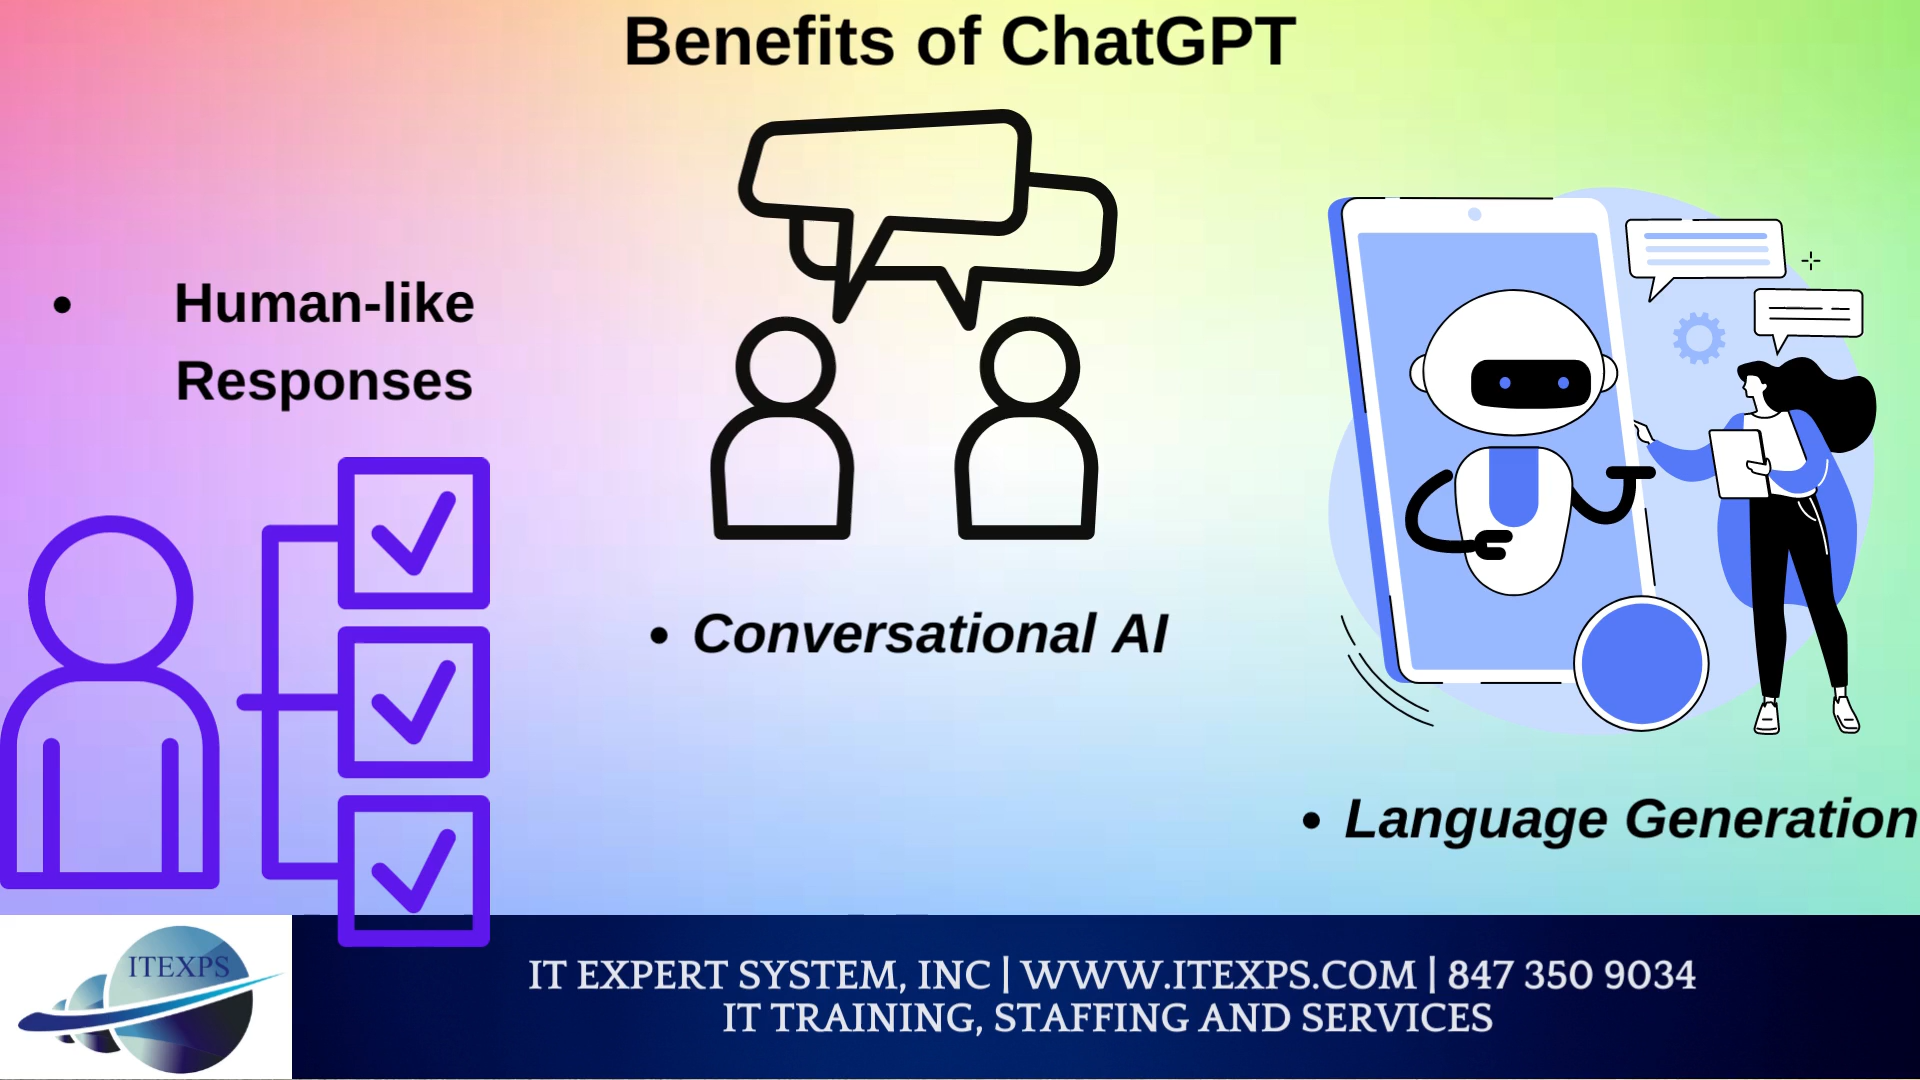 Benefits of ChatGPT
• Human-like
Responses
• Conversational AI
• Language Generation
ITEXPS
IT EXPERT SYSTEM, INC | WWW.ITEXPS.COM | 847 350 9034
IT TRAINING, STAFFING AND SERVICES